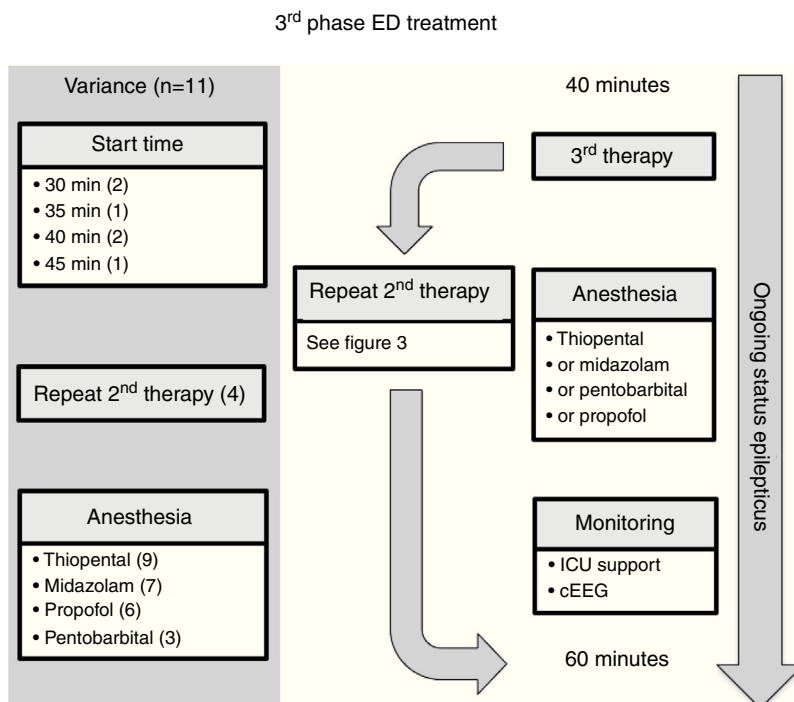 3rd phase ED treatment
Variance (n=11)
Start time
• 30 min (2)
• 35 min (1)
• 40 min (2)
• 45 min (1)
Repeat 2nd therapy (4)
Anesthesia
• Thiopental (9)
• Midazolam (7)
• Propofol (6)
• Pentobarbital (3)
40 minutes
3rd therapy
Repeat 2nd therapy
See figure 3
Anesthesia
• Thiopental
• or midazolam
• or pentobarbital
• or propofol
Monitoring
• ICU support
• cEEG
60 minutes
Ongoing status epilepticus